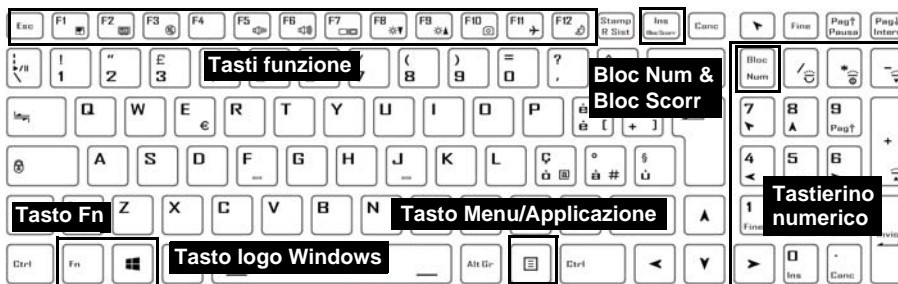 Esc F1 F2 F3 F4 F5 F6 F7 F8 F9 F10 F11 F12 Stamp R Sist Ins Bloc Scorr Canc Fine Pag↑ Pausa Pag↓
Tasti funzione
! 1 " 2 £ 3 ( 8 ) 9 = 0 ?
Bloc Num &
Bloc Scorr
Bloc Num / * -
Q W E € R T Y U I O P é è [ + ]
7 8 9 Pag↑ +
A S D F G H J K L ç ò @ ° à # § ù
4 5 6
Tasto Fn
Z X C V B N
Tasto Menu/Applicazione
1 Fine
Tastierino
numerico
Ctrl Fn
Tasto logo Windows
Alt Gr Ctrl
0 Ins . Canc